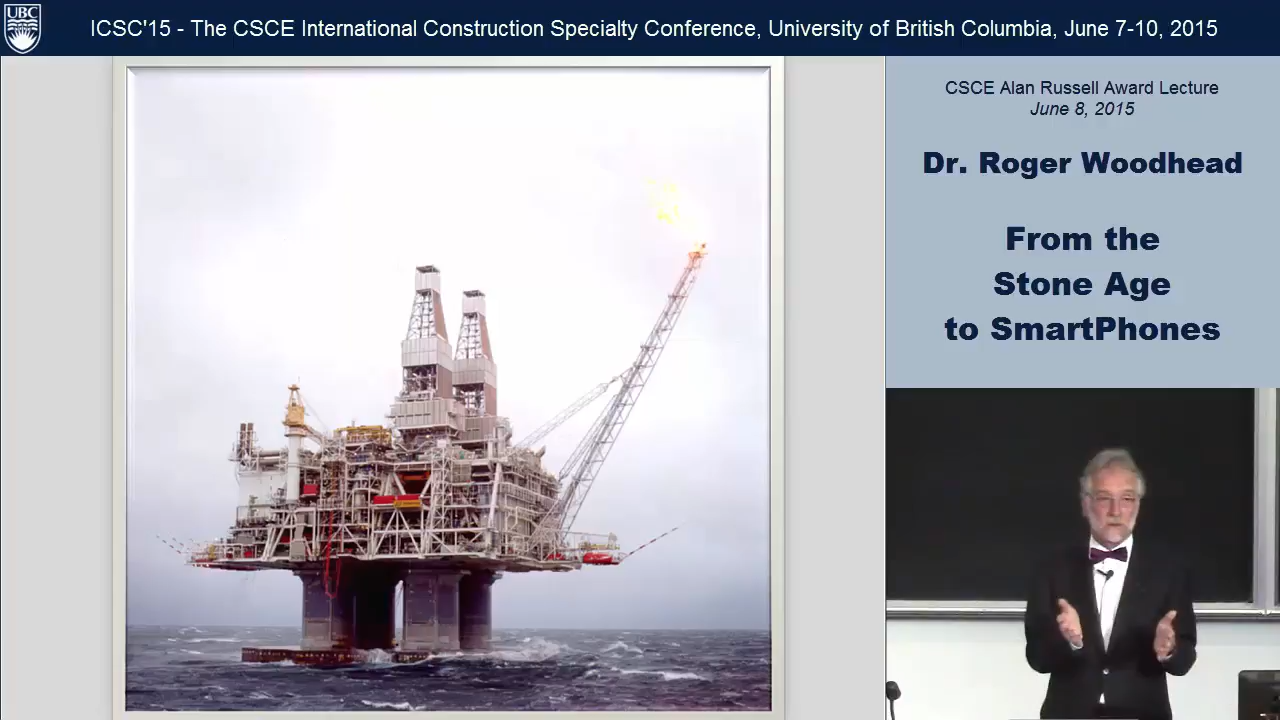 UBC
ICSC'15 - The CSCE International Construction Specialty Conference, University of British Columbia, June 7-10, 2015
CSCE Alan Russell Award Lecture
June 8, 2015
Dr. Roger Woodhead
From the
Stone Age
to SmartPhones